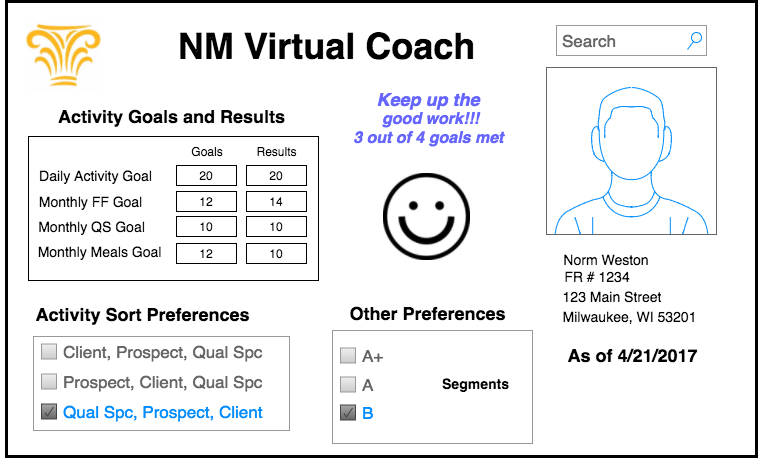 NM Virtual Coach
Search
Keep up the
good work!!!
3 out of 4 goals met
Activity Goals and Results
Goals Results
Daily Activity Goal 20 20
Monthly FF Goal 12 14
Monthly QS Goal 10 10
Monthly Meals Goal 12 10
Norm Weston
FR # 1234
123 Main Street
Milwaukee, WI 53201
As of 4/21/2017
Activity Sort Preferences
Client, Prospect, Qual Spc
Prospect, Client, Qual Spc
Qual Spc, Prospect, Client
Other Preferences
A+
A
Segments
B